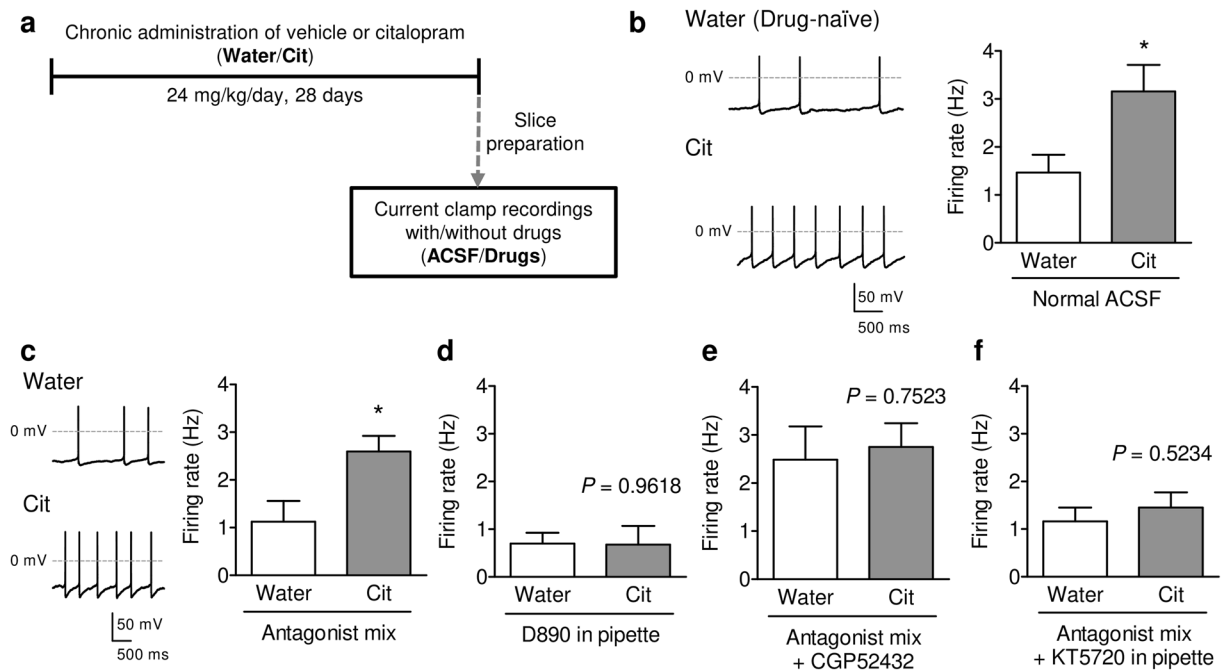 a
Chronic administration of vehicle or citalopram
(Water/Cit)
24 mg/kg/day, 28 days
Slice
preparation
Current clamp recordings
with/without drugs
(ACSF/Drugs)
b
Water (Drug-naïve)
0 mV
Cit
0 mV
50 mV
500 ms
Firing rate (Hz)
4
3
2
1
0
*
Water
Cit
Normal ACSF
c
Water
0 mV
Cit
0 mV
50 mV
500 ms
Firing rate (Hz)
4
3
2
1
0
*
Water
Cit
Antagonist mix
d
Firing rate (Hz)
4
3
2
1
0
P = 0.9618
Water
Cit
D890 in pipette
e
Firing rate (Hz)
4
3
2
1
0
P = 0.7523
Water
Cit
Antagonist mix
+ CGP52432
f
Firing rate (Hz)
4
3
2
1
0
P = 0.5234
Water
Cit
Antagonist mix
+ KT5720 in pipette